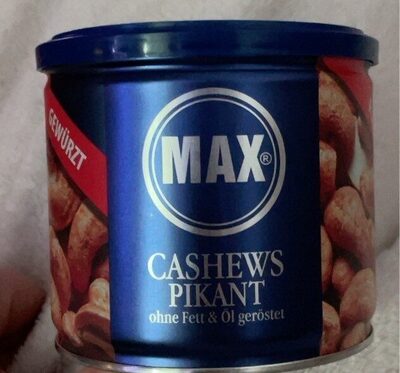 GEWÜRZT
MAX®
CASHEWS
PIKANT
ohne Fett & Öl geröstet